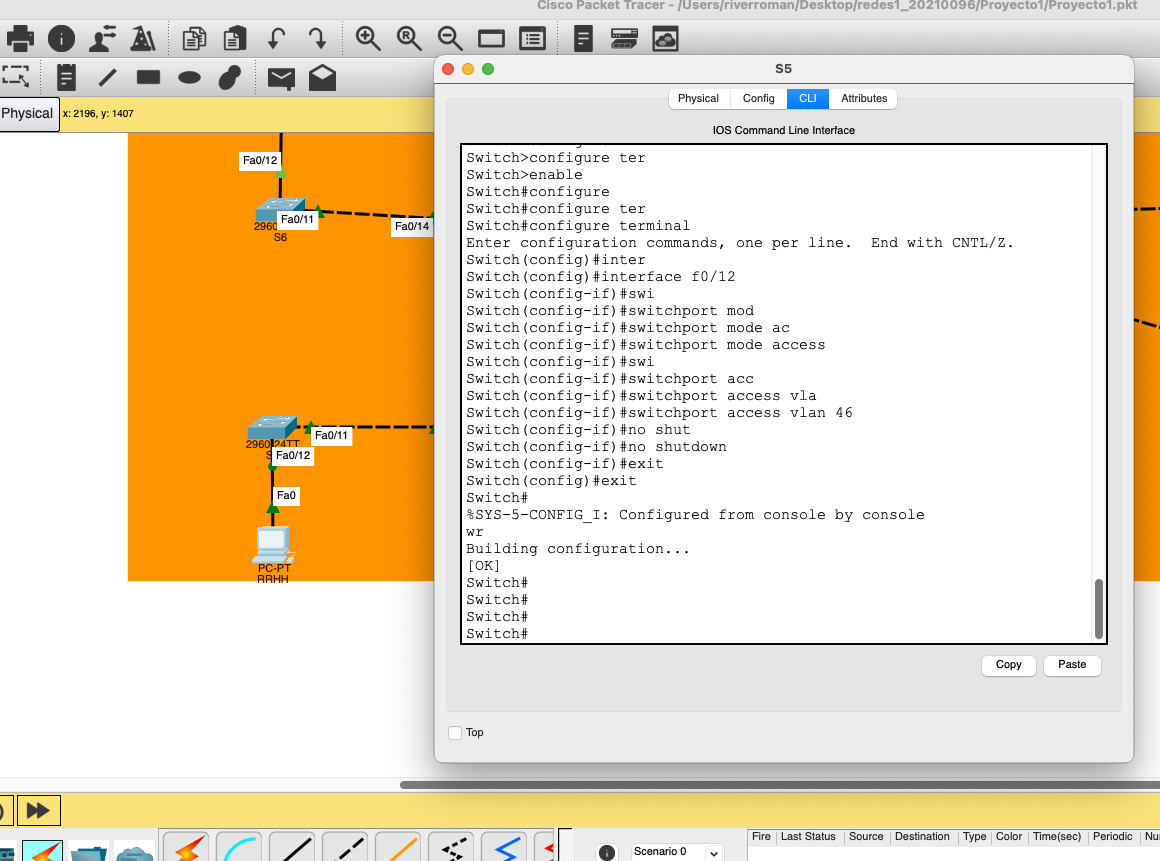 Cisco Packet Tracer - /Users/riverroman/Desktop/redes1_20210096/Proyecto1/Proyecto1.pkt
Physical
x: 2196, y: 1407
Fa0/12
Fa0/11
2960
S6
Fa0/14
Fa0/11
2960-24TT
S
Fa0/12
Fa0
PC-PT
RRHH
S5
Physical
Config
CLI
Attributes
IOS Command Line Interface
Switch>configure ter
Switch>enable
Switch#configure
Switch#configure ter
Switch#configure terminal
Enter configuration commands, one per line.  End with CNTL/Z.
Switch(config)#inter
Switch(config)#interface f0/12
Switch(config-if)#swi
Switch(config-if)#switchport mod
Switch(config-if)#switchport mode ac
Switch(config-if)#switchport mode access
Switch(config-if)#swi
Switch(config-if)#switchport acc
Switch(config-if)#switchport access vla
Switch(config-if)#switchport access vlan 46
Switch(config-if)#no shut
Switch(config-if)#no shutdown
Switch(config-if)#exit
Switch(config)#exit
Switch#
%SYS-5-CONFIG_I: Configured from console by console
wr
Building configuration...
[OK]
Switch#
Switch#
Switch#
Switch#
Copy
Paste
Top
Scenario 0
Fire Last Status Source Destination Type Color Time(sec) Periodic